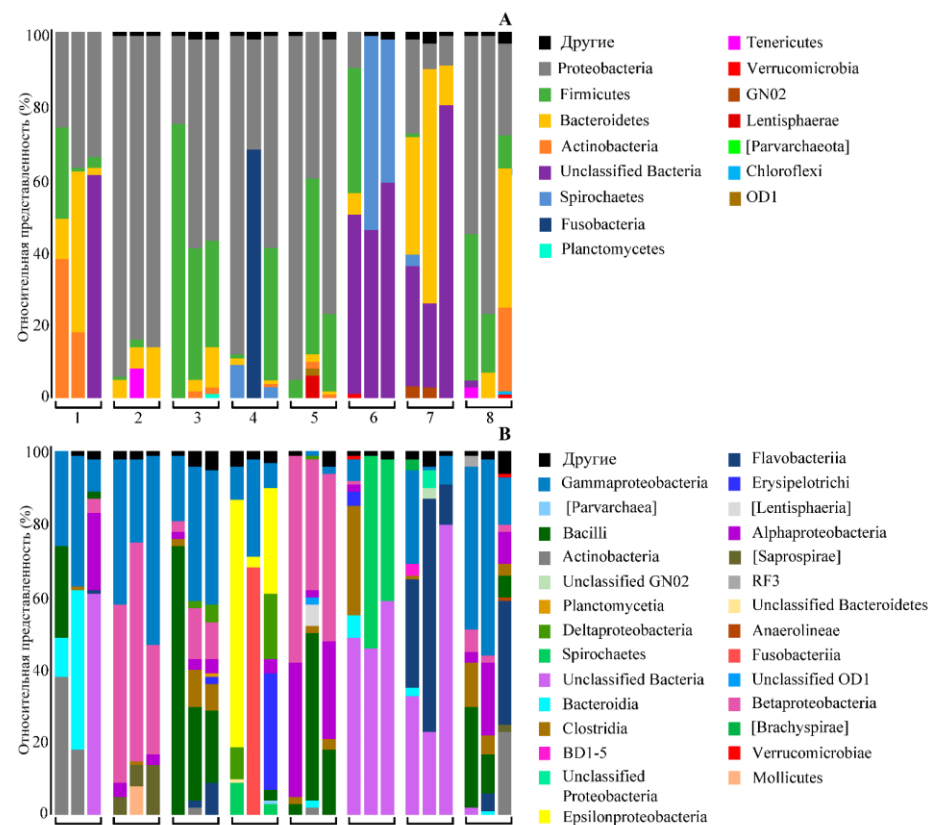 A
Относительная представленность (%)
100
80
60
40
20
0
1 2 3 4 5 6 7 8
Другие
Proteobacteria
Firmicutes
Bacteroidetes
Actinobacteria
Unclassified Bacteria
Spirochaetes
Fusobacteria
Planctomycetes
Tenericutes
Verrucomicrobia
GN02
Lentisphaerae
[Parvarchaeota]
Chloroflexi
OD1
B
Относительная представленность (%)
100
80
60
40
20
0
Другие
Gammaproteobacteria
[Parvarchaea]
Bacilli
Actinobacteria
Unclassified GN02
Planctomycetia
Deltaproteobacteria
Spirochaetes
Unclassified Bacteria
Bacteroidia
Clostridia
BD1-5
Unclassified
Proteobacteria
Epsilonproteobacteria
Flavobacteriia
Erysipelotrichi
[Lentisphaeria]
Alphaproteobacteria
[Saprospirae]
RF3
Unclassified Bacteroidetes
Anaerolineae
Fusobacteriia
Unclassified OD1
Betaproteobacteria
[Brachyspirae]
Verrucomicrobiae
Mollicutes